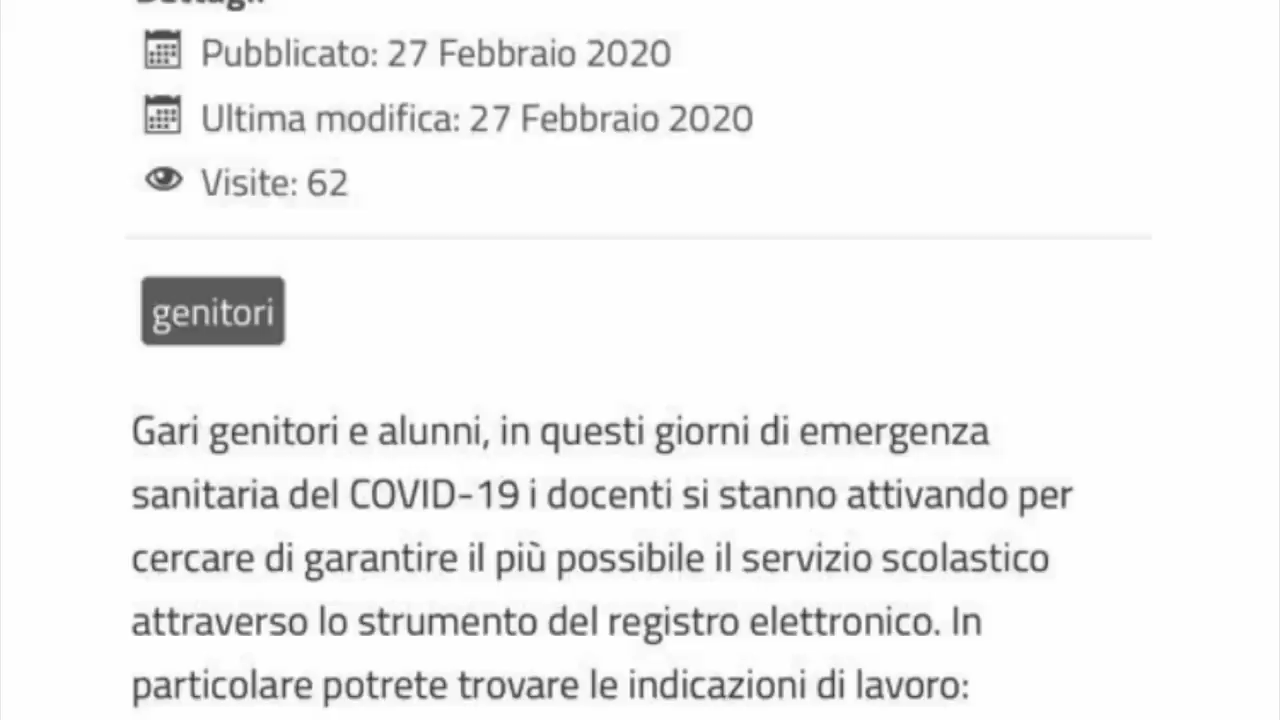 Dettagli
Pubblicato: 27 Febbraio 2020
Ultima modifica: 27 Febbraio 2020
Visite: 62
genitori
Gari genitori e alunni, in questi giorni di emergenza
sanitaria del COVID-19 i docenti si stanno attivando per
cercare di garantire il più possibile il servizio scolastico
attraverso lo strumento del registro elettronico. In
particolare potrete trovare le indicazioni di lavoro: